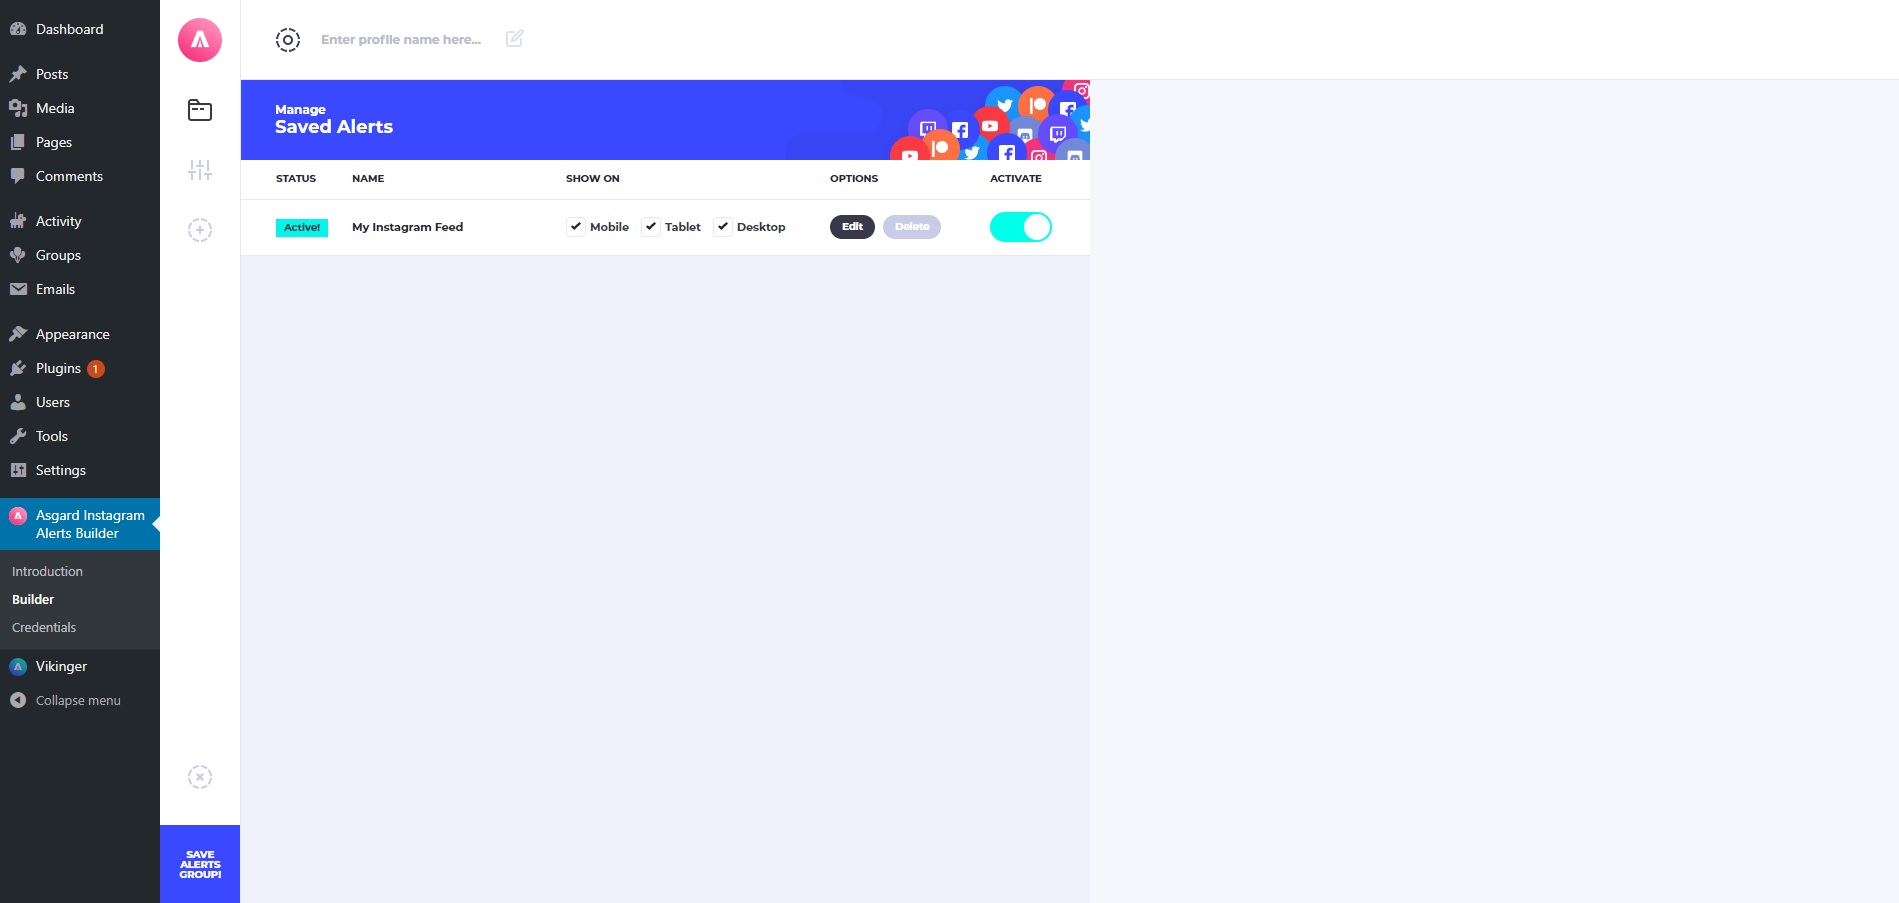 Dashboard
Posts
Media
Pages
Comments
Activity
Groups
Emails
Appearance
Plugins 1
Users
Tools
Settings
Asgard Instagram
Alerts Builder
Introduction
Builder
Credentials
Vikinger
Collapse menu
SAVE
ALERTS
GROUP!
Enter profile name here...
Manage
Saved Alerts
STATUS NAME SHOW ON OPTIONS ACTIVATE
Active! My Instagram Feed Mobile Tablet Desktop Edit Delete